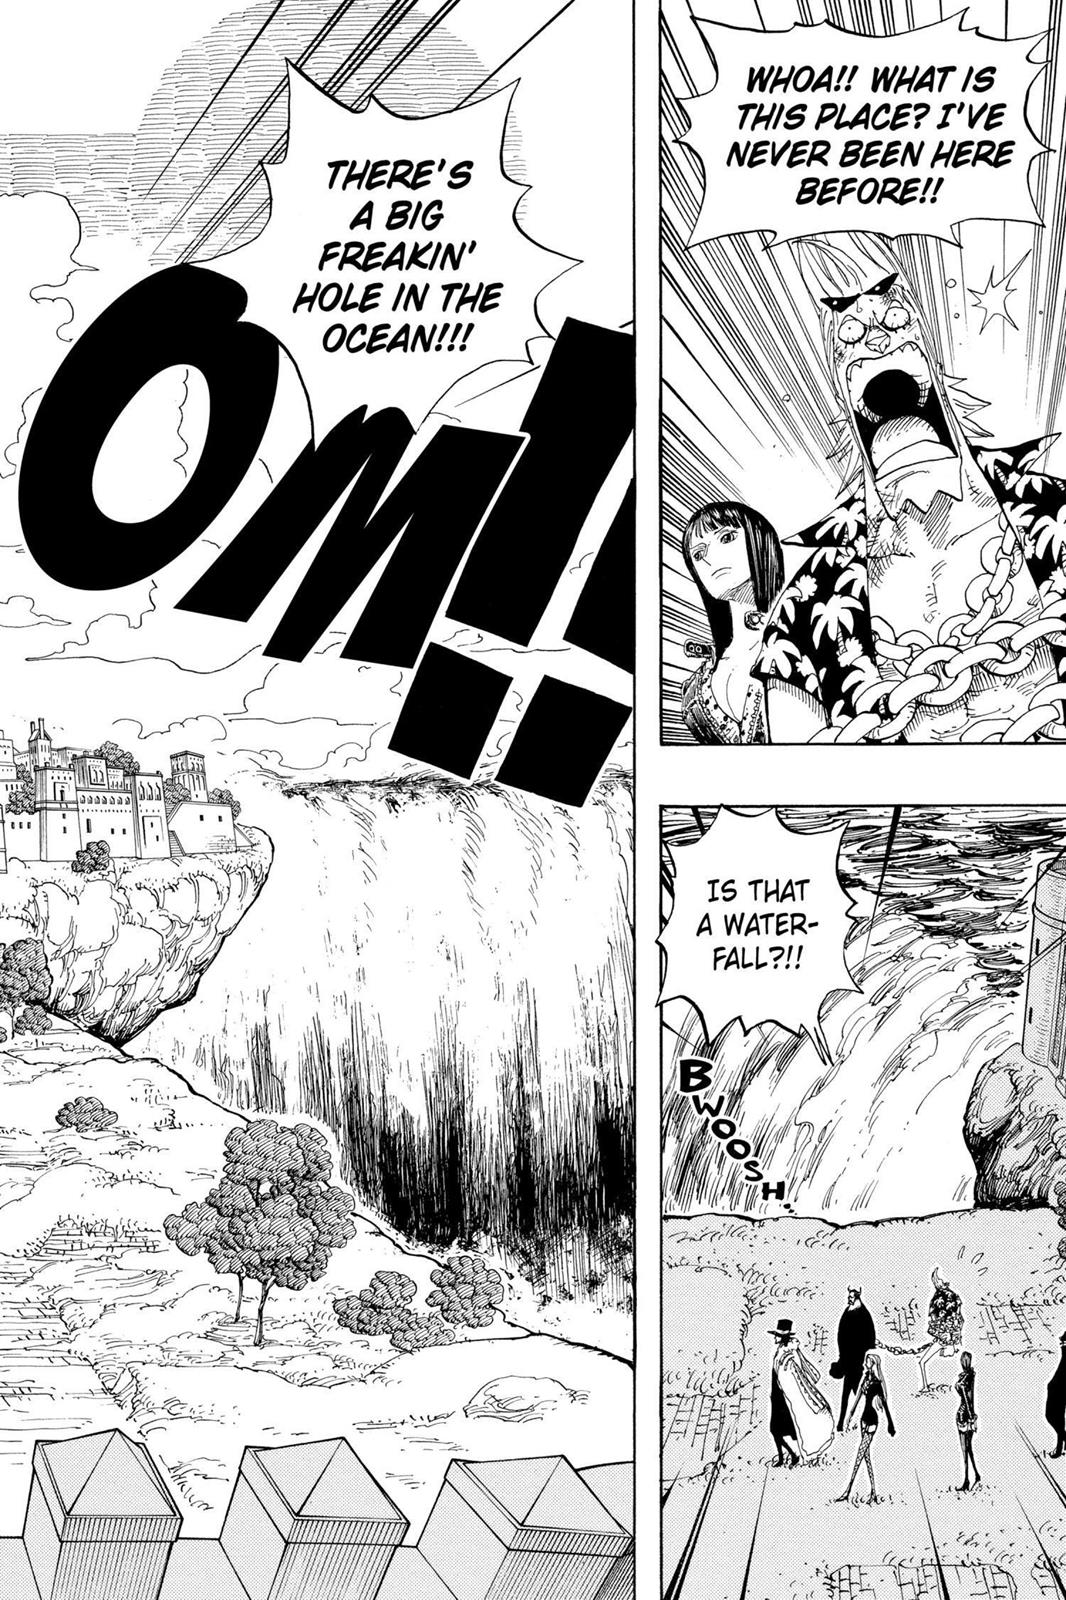 WHOA!! WHAT IS
THIS PLACE? I'VE
NEVER BEEN HERE
BEFORE!!
IS THAT
A WATER-
FALL?!!
BWOOSH
THERE'S
A BIG
FREAKIN'
HOLE IN THE
OCEAN!!!
OM!!